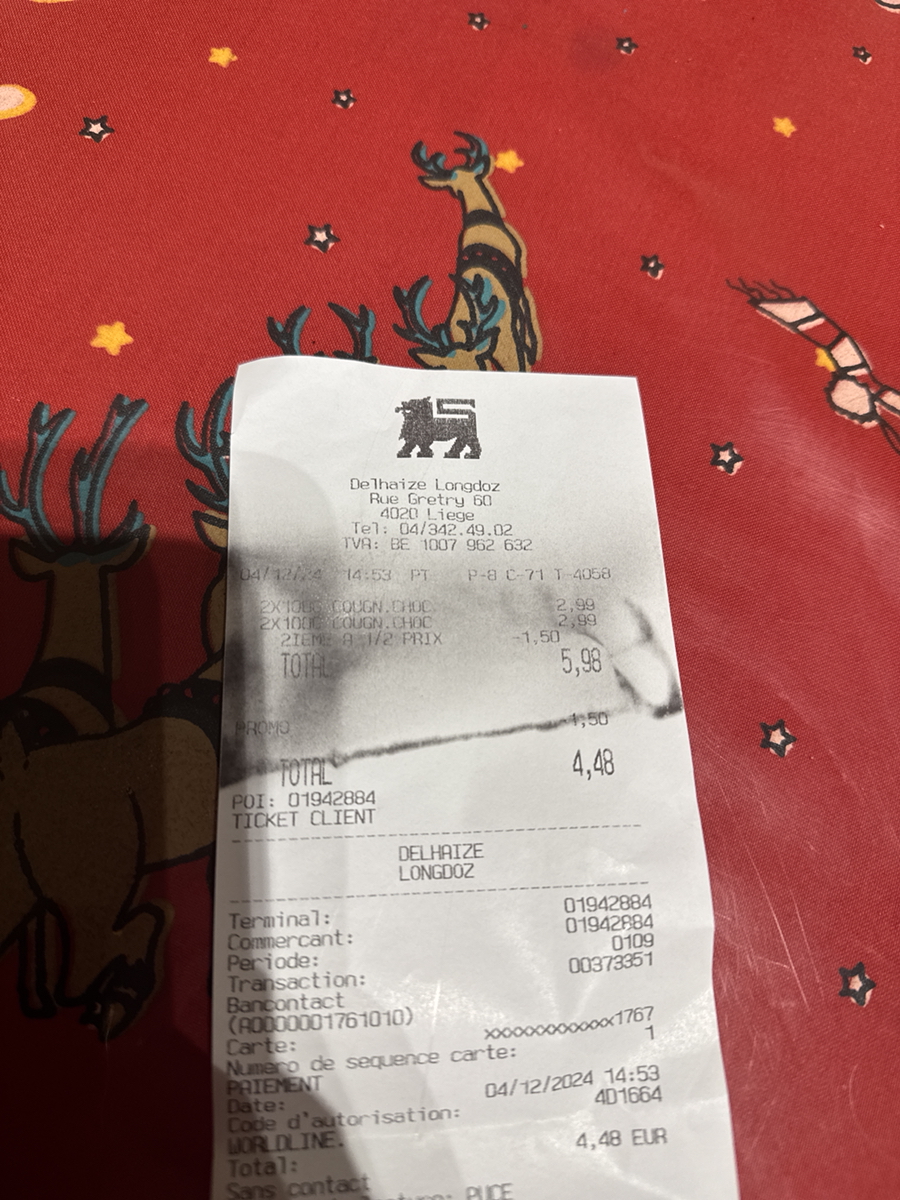 Delhaize Longdoz
Rue Gretry 60
4020 Liege
Tel: 04/342.49.02
TVA: BE 1007 962 632
04/12/24 14:53 PT P-8 C-71 T-4058
2X100G COUGN.CHOC 2,99
2X100G COUGN.CHOC 2,99
2IEME A 1/2 PRIX -1,50
TOTAL 5,98
PROMO -1,50
TOTAL 4,48
POI: 01942884
TICKET CLIENT
DELHAIZE
LONGDOZ
Terminal: 01942884
Commercant: 01942884
Periode: 0109
Transaction: 00373351
Bancontact
(A0000001761010)
Carte: xxxxxxxxxxxxx1767
Numero de sequence carte: 1
PAIEMENT
Date: 04/12/2024 14:53
Code d'autorisation: 4D1664
WORLDLINE.
Total: 4,48 EUR
Sans contact
PUCE